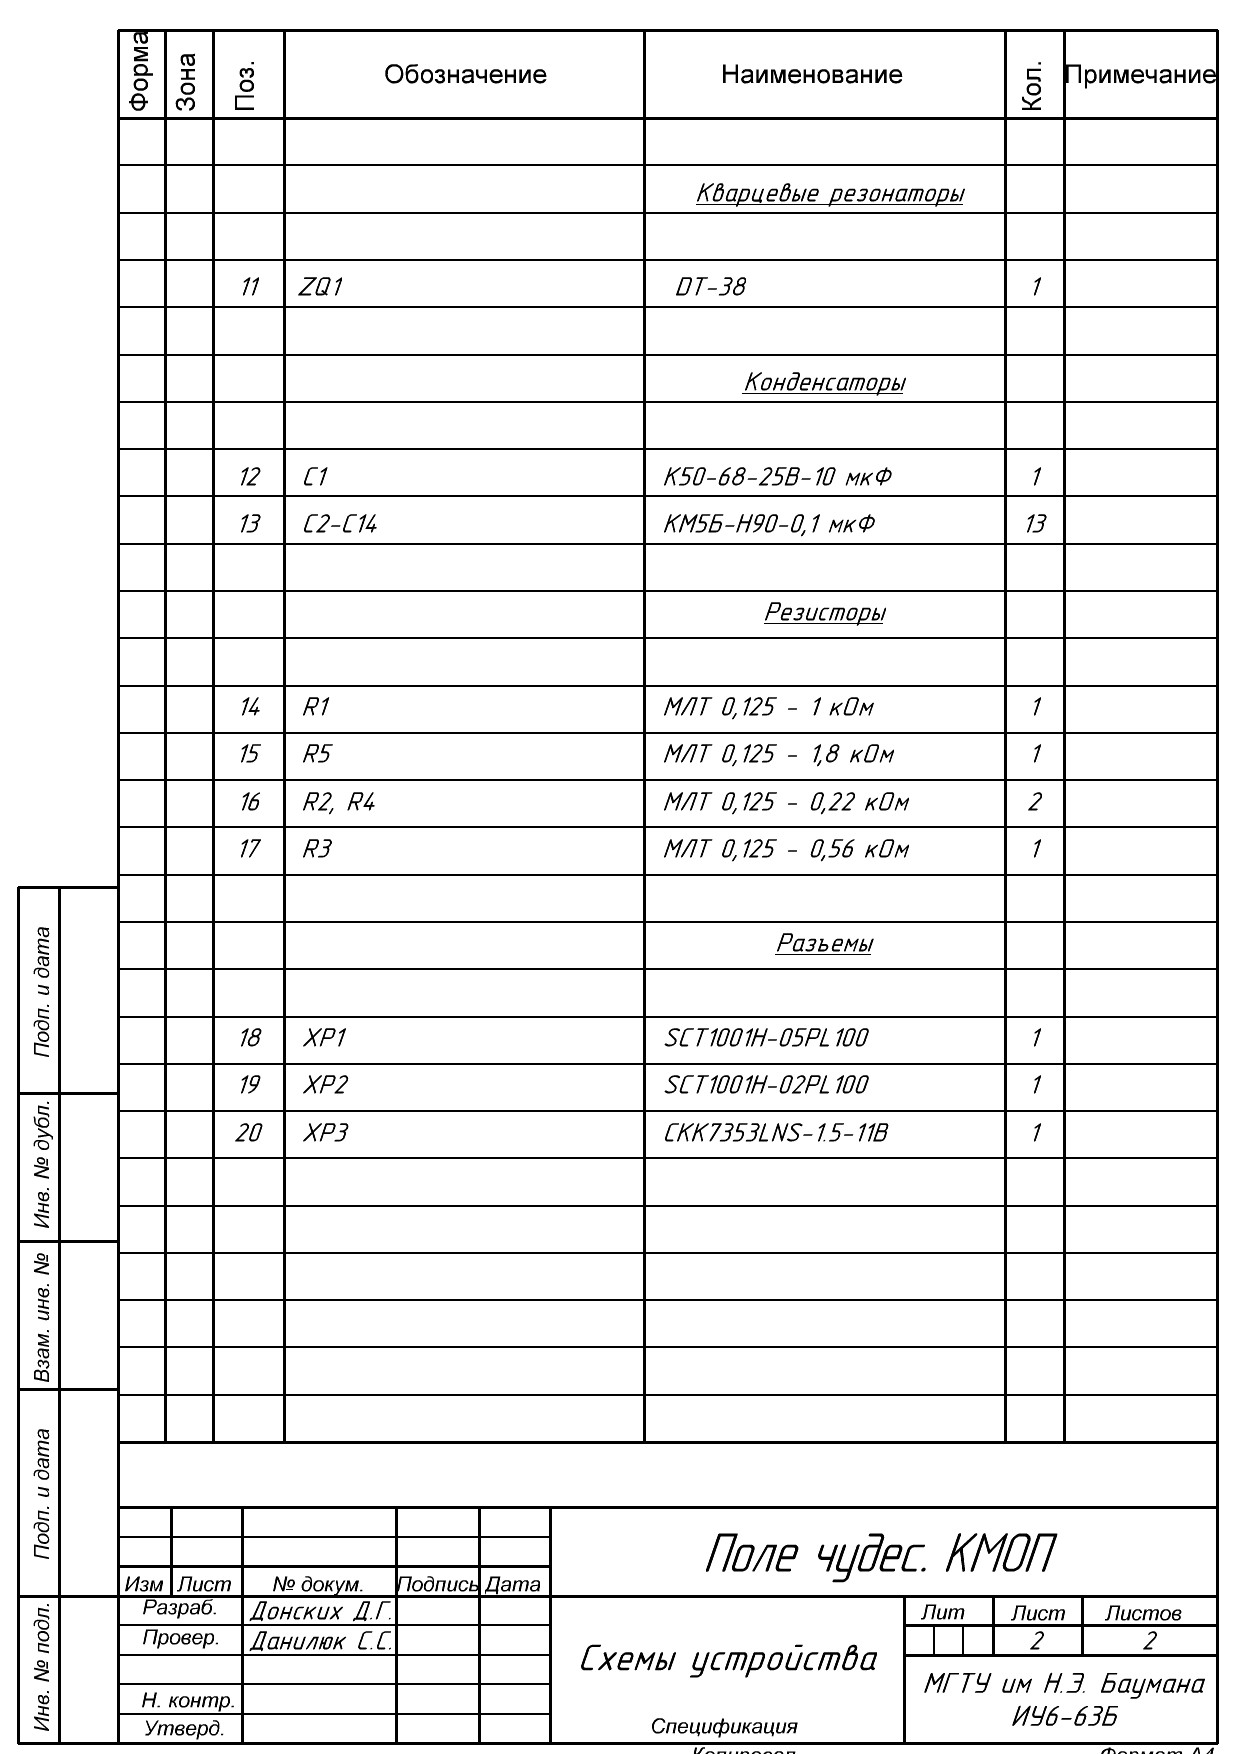 Форма Зона Поз. Обозначение Наименование Кол. Примечание
Кварцевые резонаторы
11 ZQ1 DT-38 1
Конденсаторы
12 C1 К50-68-25В-10 мкФ 1
13 C2-C14 КМ5Б-Н90-0,1 мкФ 13
Резисторы
14 R1 МЛТ 0,125 - 1 кОм 1
15 R5 МЛТ 0,125 - 1,8 кОм 1
16 R2, R4 МЛТ 0,125 - 0,22 кОм 2
17 R3 МЛТ 0,125 - 0,56 кОм 1
Разьемы
18 XP1 SCT1001H-05PL100 1
19 XP2 SCT1001H-02PL100 1
20 XP3 CKK7353LNS-1.5-11B 1
Подп. и дата
Инв. № дубл.
Взам. инв. №
Подп. и дата
Инв. № подл.
Поле чудес. КМОП
Изм Лист № докум. Подпись Дата
Разраб. Донских Д.Г.
Провер. Данилюк С.С.
Н. контр.
Утверд.
Схемы устройства
Спецификация
Лит Лист Листов
2 2
МГТУ им Н.Э. Баумана
ИУ6-63Б
Копировал Формат А4